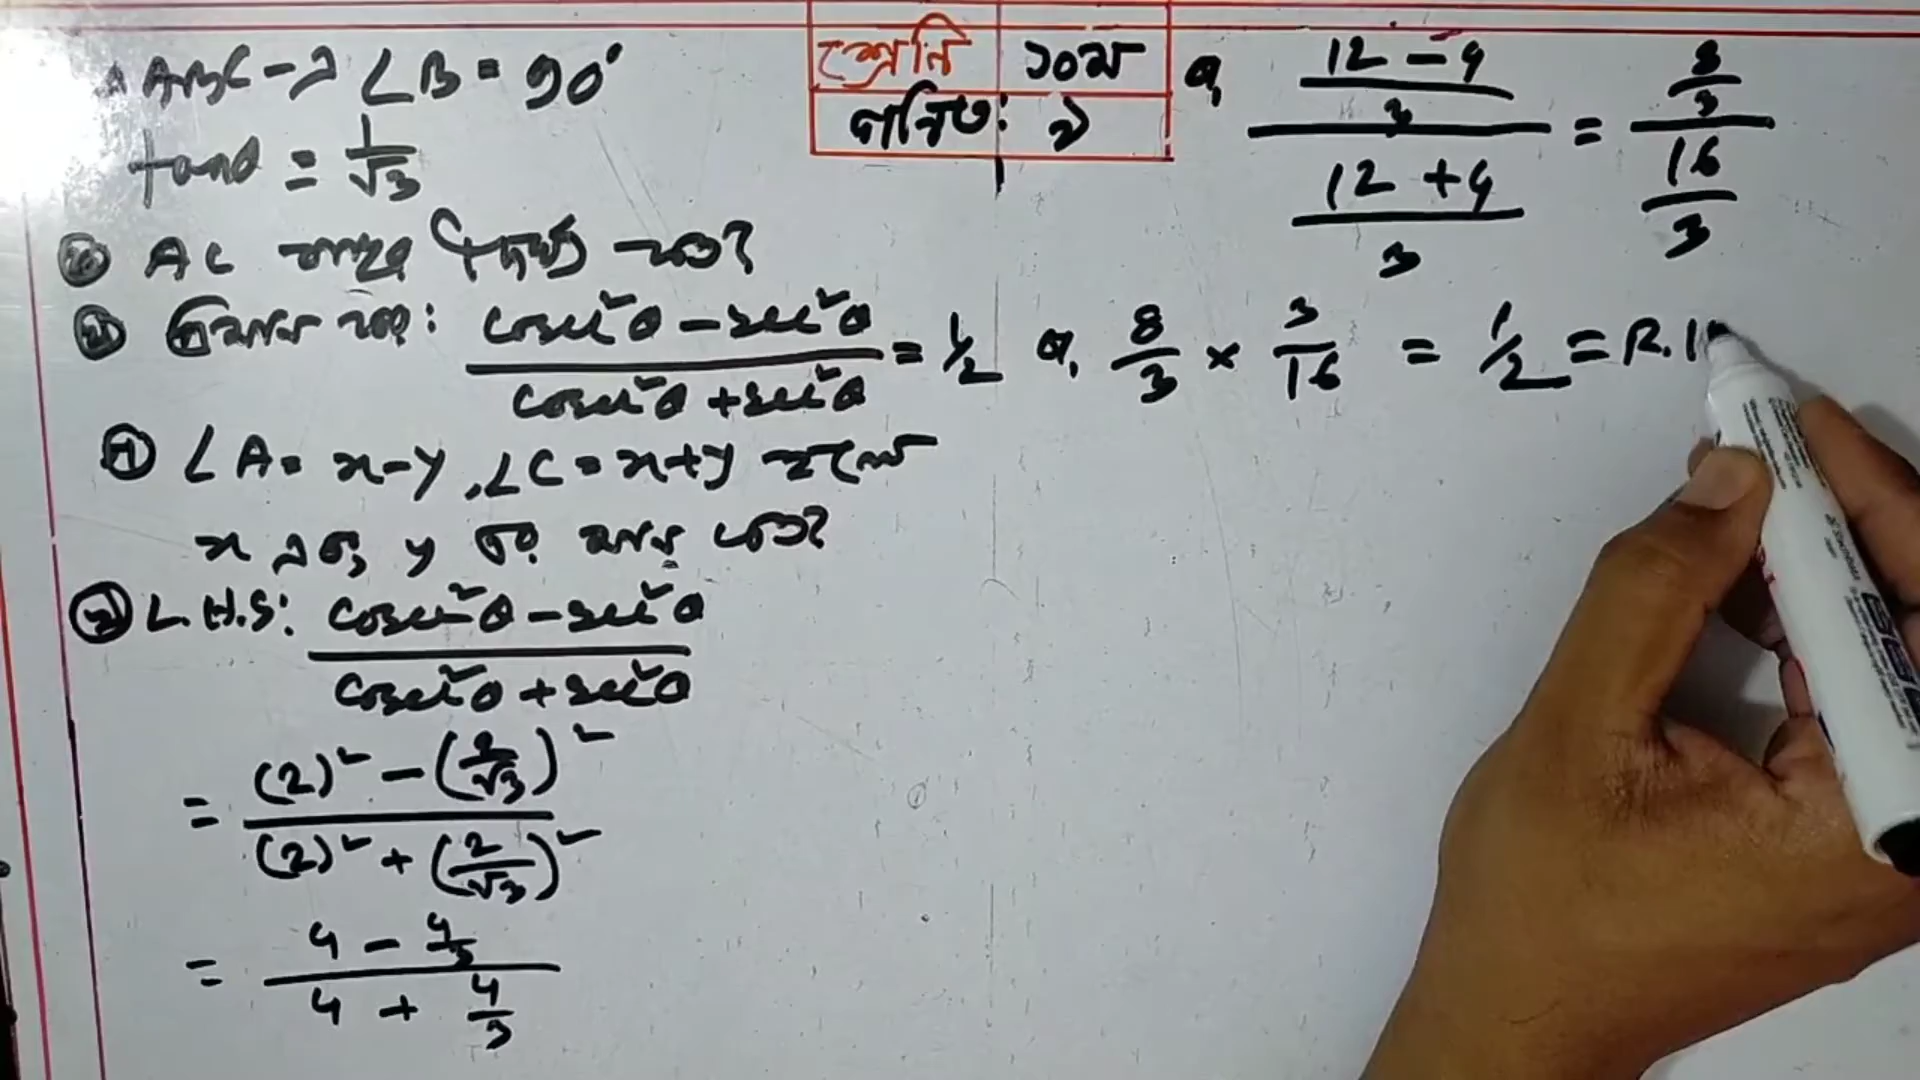 ABC-এ ∠B = 90°
tanθ = 1/√3
শ্রেনি ১০ম
গনিত: ৯
ক AC বাহুর দৈর্ঘ্য কত?
খ প্রমান কর: cosec²θ - sec²θ / cosec²θ + sec²θ = 1/2
গ ∠A = x-y, ∠C = x+y হলে
x এবং y এর মান কত?
খ L.H.S: cosec²θ - sec²θ / cosec²θ + sec²θ
= (2)² - (2/√3)² / (2)² + (2/√3)²
= 4 - 4/3 / 4 + 4/3
বা, 12 - 4 / 3 / 12 + 4 / 3 = 8/3 / 16/3
বা, 8/3 × 3/16 = 1/2 = R.H